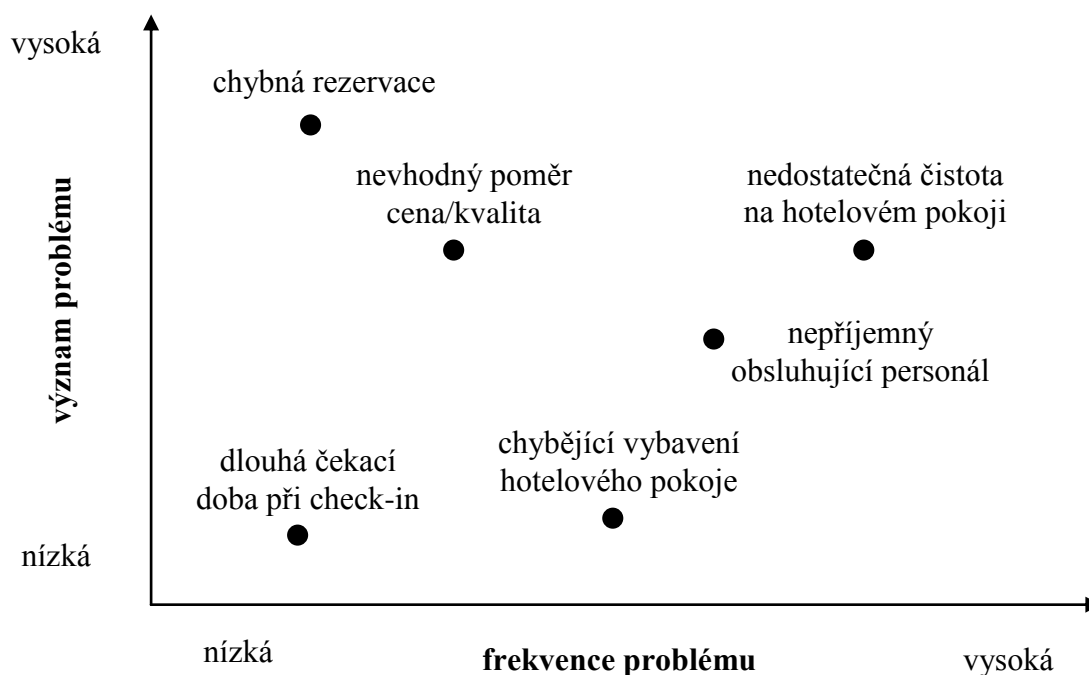 vysoká
chybná rezervace
nevhodný poměr
cena/kvalita
nedostatečná čistota
na hotelovém pokoji
význam problému
nepříjemný
obsluhující personál
chybějící vybavení
hotelového pokoje
dlouhá čekací
doba při check-in
nízká
nízká
frekvence problému
vysoká